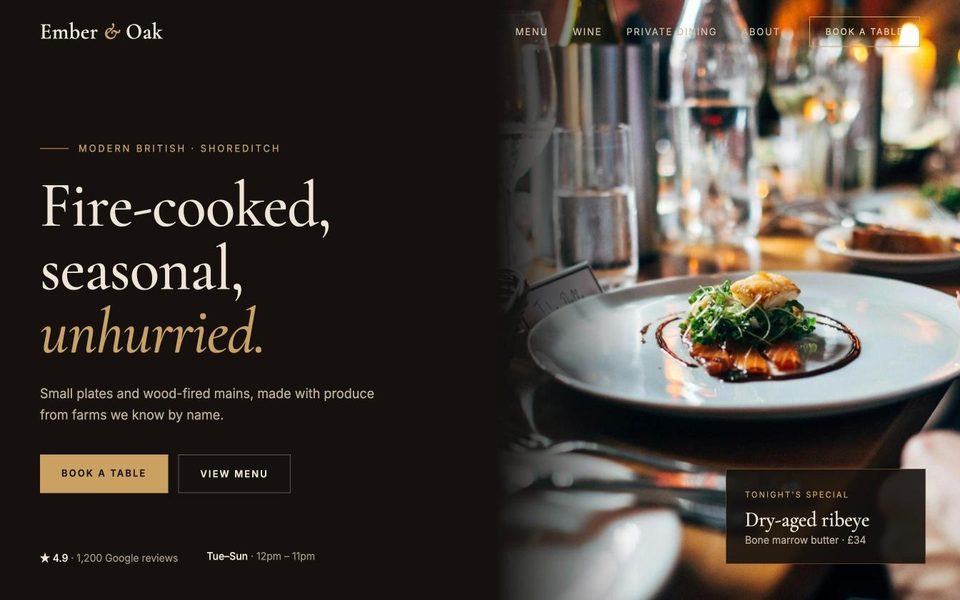 Ember & Oak
MENU WINE PRIVATE DINING ABOUT BOOK A TABLE
MODERN BRITISH · SHOREDITCH
Fire-cooked,
seasonal,
unhurried.
Small plates and wood-fired mains, made with produce
from farms we know by name.
BOOK A TABLE VIEW MENU
TONIGHT'S SPECIAL
Dry-aged ribeye
Bone marrow butter · £34
★ 4.9 · 1,200 Google reviews Tue–Sun · 12pm – 11pm